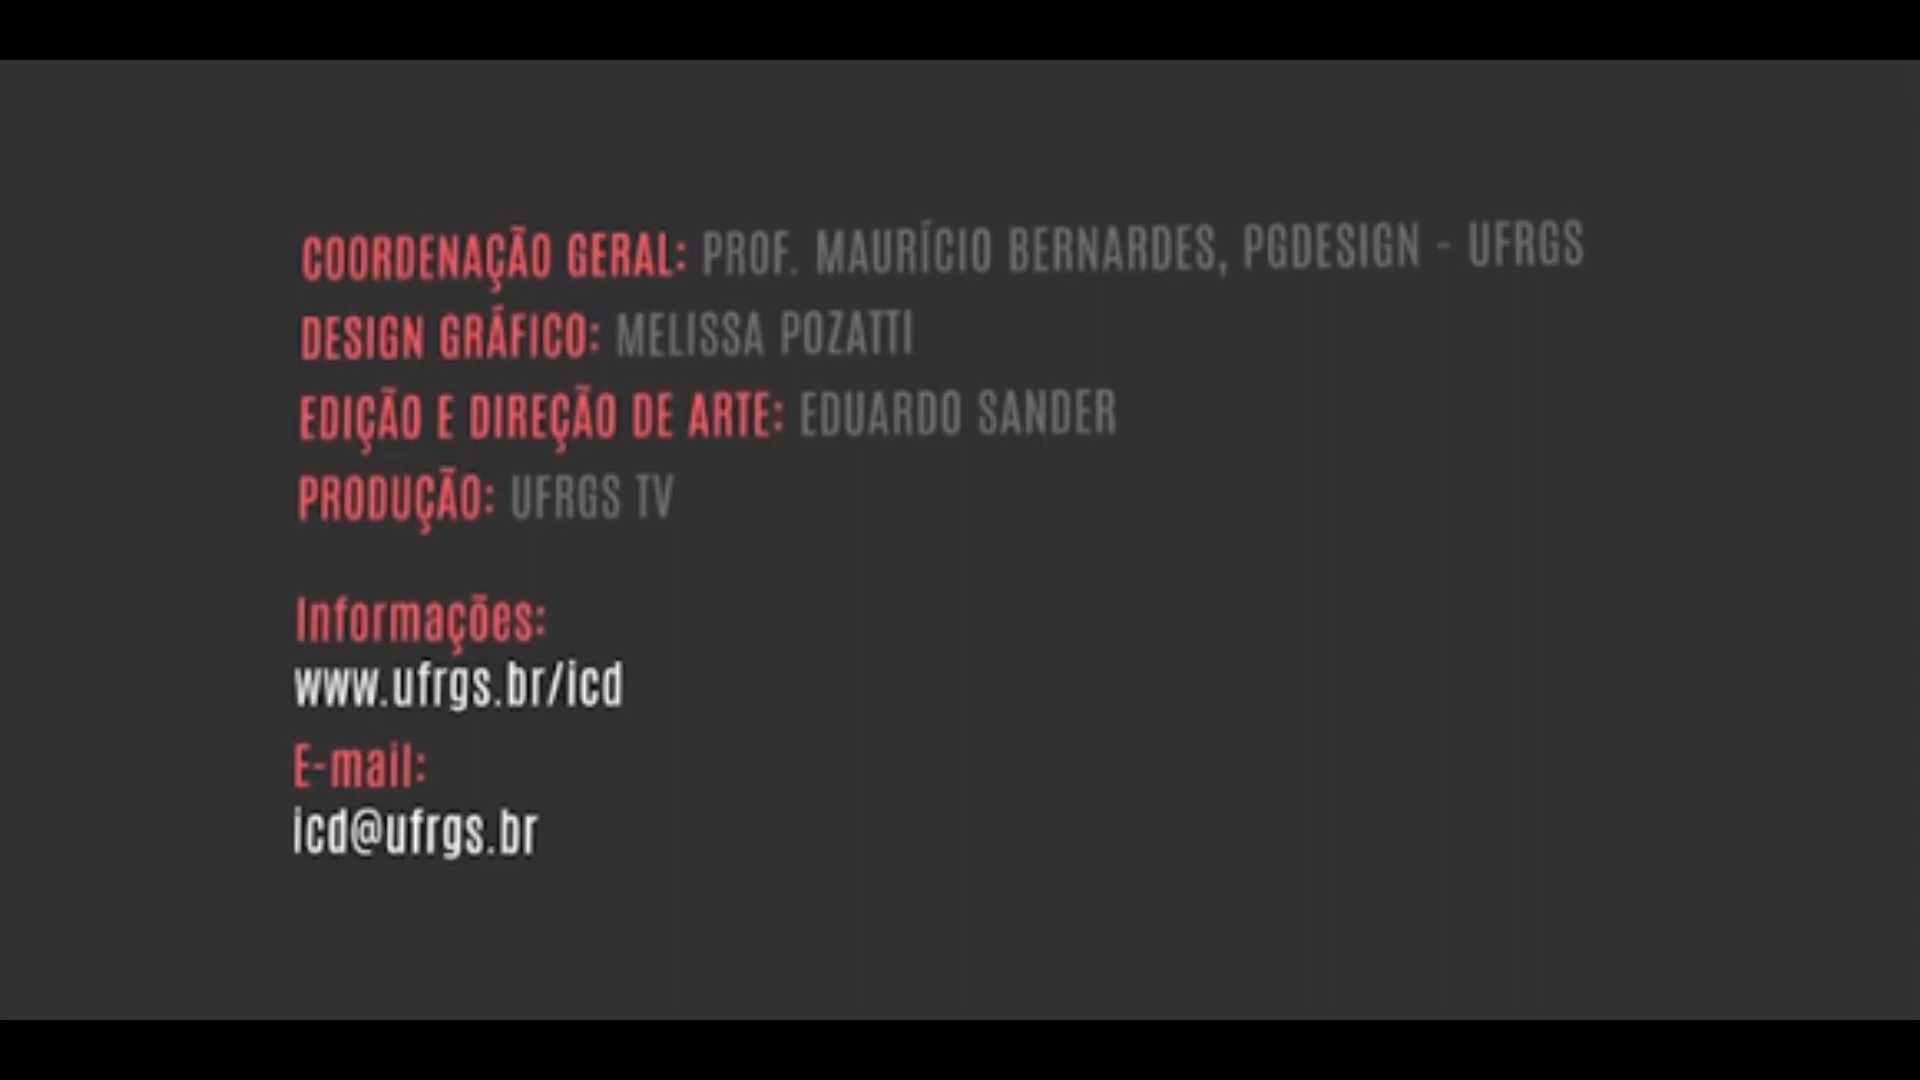 COORDENAÇÃO GERAL: PROF. MAURÍCIO BERNARDES, PGDESIGN - UFRGS
DESIGN GRÁFICO: MELISSA POZATTI
EDIÇÃO E DIREÇÃO DE ARTE: EDUARDO SANDER
PRODUÇÃO: UFRGS TV
Informações:
www.ufrgs.br/icd
E-mail:
icd@ufrgs.br